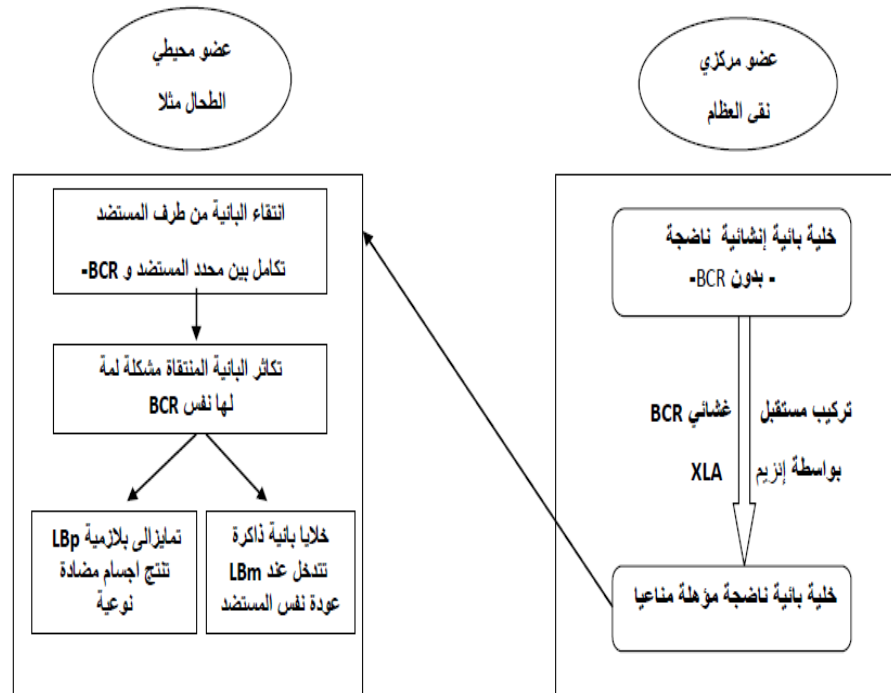 عضو مركزي
نقى العظام
خلية بائية إنشائية ناضجة
- بدون BCR-
تركيب مستقبل غشائي BCR
بواسطة إنزيم XLA
خلية بائية ناضجة مؤهلة مناعيا
عضو محيطي
الطحال مثلا
انتقاء البائية من طرف المستضد
تكامل بين محدد المستضد و BCR-
تكاثر البائية المنتقاة مشكلة لمة
لها نفس BCR
خلايا بائية ذاكرة
LBm تتدخل عند
عودة نفس المستضد
تمايزالى بلازمية LBp
تنتج اجسام مضادة
نوعية